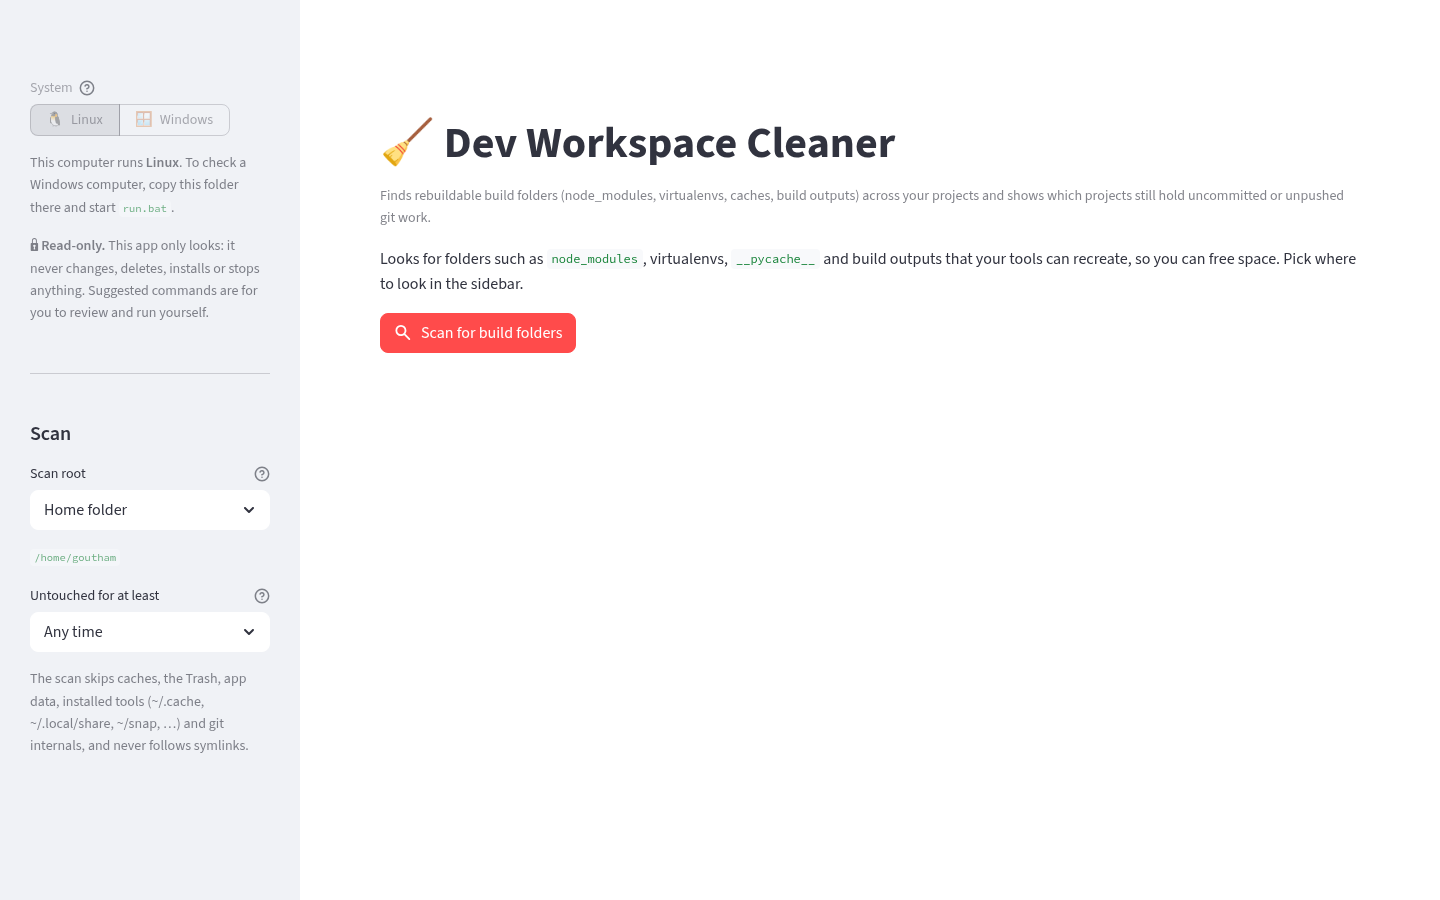 System
Linux
Windows
This computer runs Linux. To check a
Windows computer, copy this folder
there and start run.bat.
Read-only. This app only looks: it
never changes, deletes, installs or stops
anything. Suggested commands are for
you to review and run yourself.
Scan
Scan root
Home folder
/home/goutham
Untouched for at least
Any time
The scan skips caches, the Trash, app
data, installed tools (~/.cache,
~/.local/share, ~/snap, …) and git
internals, and never follows symlinks.
Dev Workspace Cleaner
Finds rebuildable build folders (node_modules, virtualenvs, caches, build outputs) across your projects and shows which projects still hold uncommitted or unpushed
git work.
Looks for folders such as node_modules, virtualenvs, __pycache__ and build outputs that your tools can recreate, so you can free space. Pick where
to look in the sidebar.
Scan for build folders